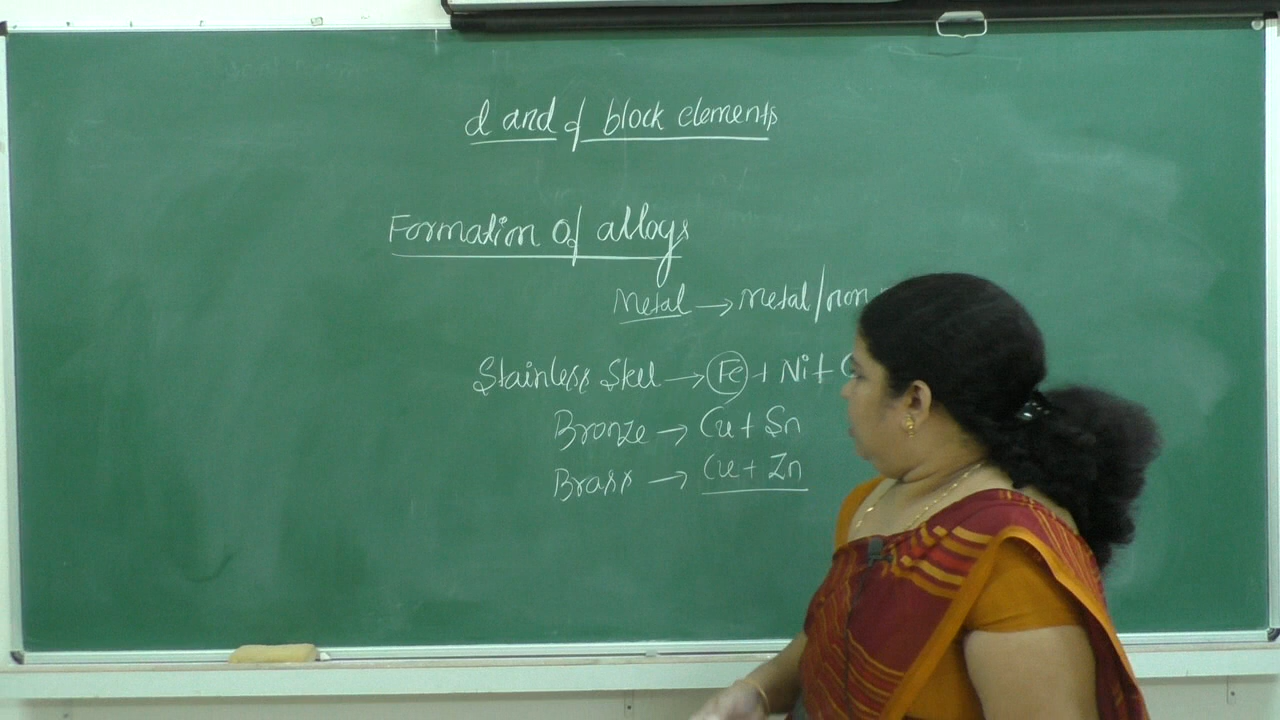 d and f block elements
Formation of alloys
Metal → metal/non
Stainless Steel → Fe + Ni +
Bronze → Cu + Sn
Brass → Cu + Zn